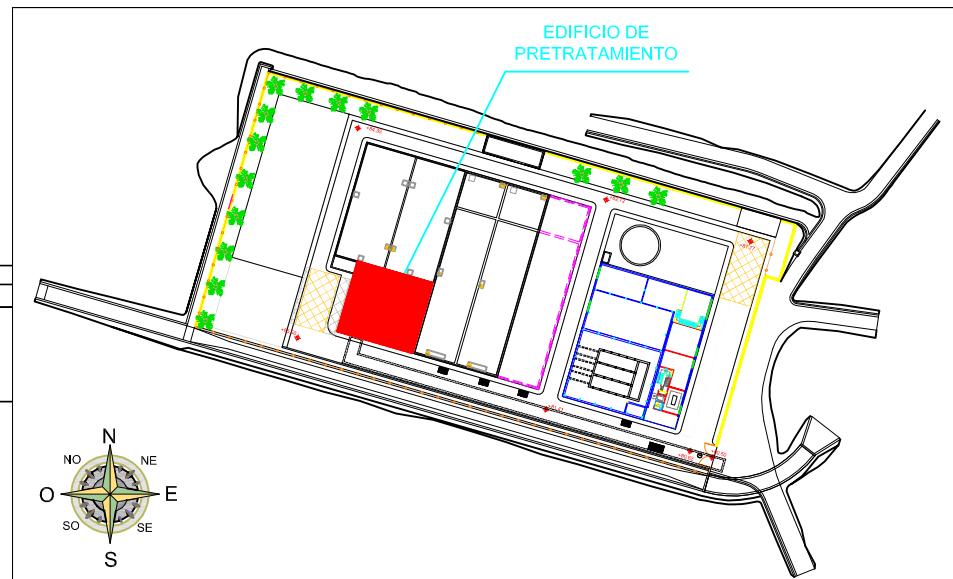 EDIFICIO DE
PRETRATAMIENTO
N
NO
NE
O
E
SO
SE
S